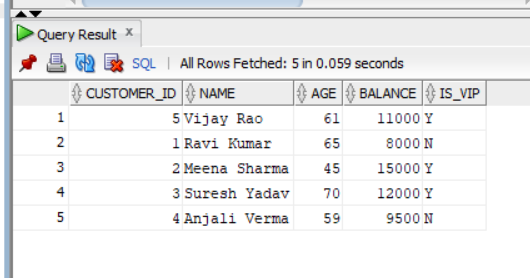 Query Result x
SQL | All Rows Fetched: 5 in 0.059 seconds
CUSTOMER_ID NAME AGE BALANCE IS_VIP
1 5 Vijay Rao 61 11000 Y
2 1 Ravi Kumar 65 8000 N
3 2 Meena Sharma 45 15000 Y
4 3 Suresh Yadav 70 12000 Y
5 4 Anjali Verma 59 9500 N